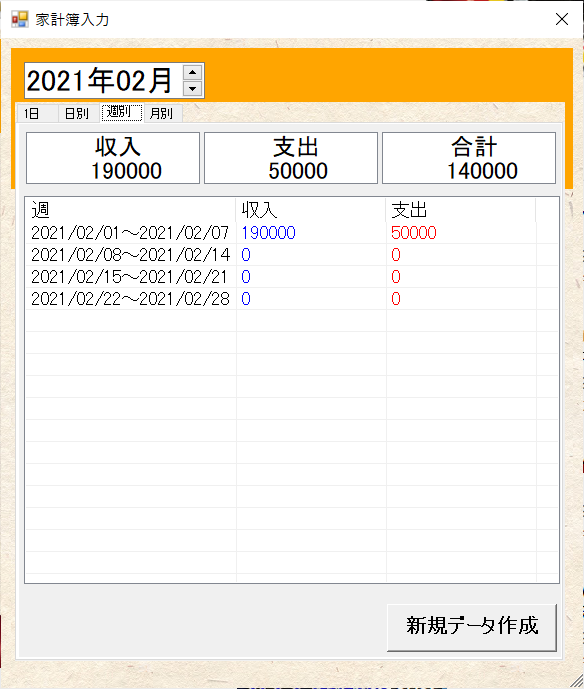 家計簿入力
2021年02月
1日 日別 週別 月別
収入 支出 合計
190000 50000 140000
週 収入 支出
2021/02/01～2021/02/07 190000 50000
2021/02/08～2021/02/14 0 0
2021/02/15～2021/02/21 0 0
2021/02/22～2021/02/28 0 0
新規データ作成